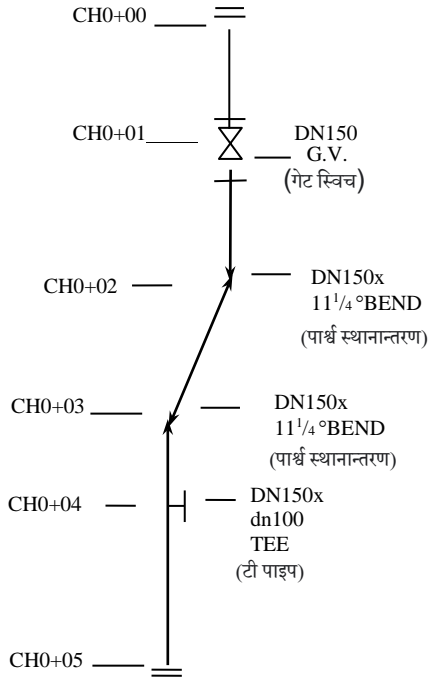 CH0+00
CH0+01
DN150
G.V.
(गेट स्विच)
CH0+02
DN150x
11¹/₄ °BEND
(पार्श्व स्थानान्तरण)
CH0+03
DN150x
11¹/₄ °BEND
(पार्श्व स्थानान्तरण)
CH0+04
DN150x
dn100
TEE
(टी पाइप)
CH0+05